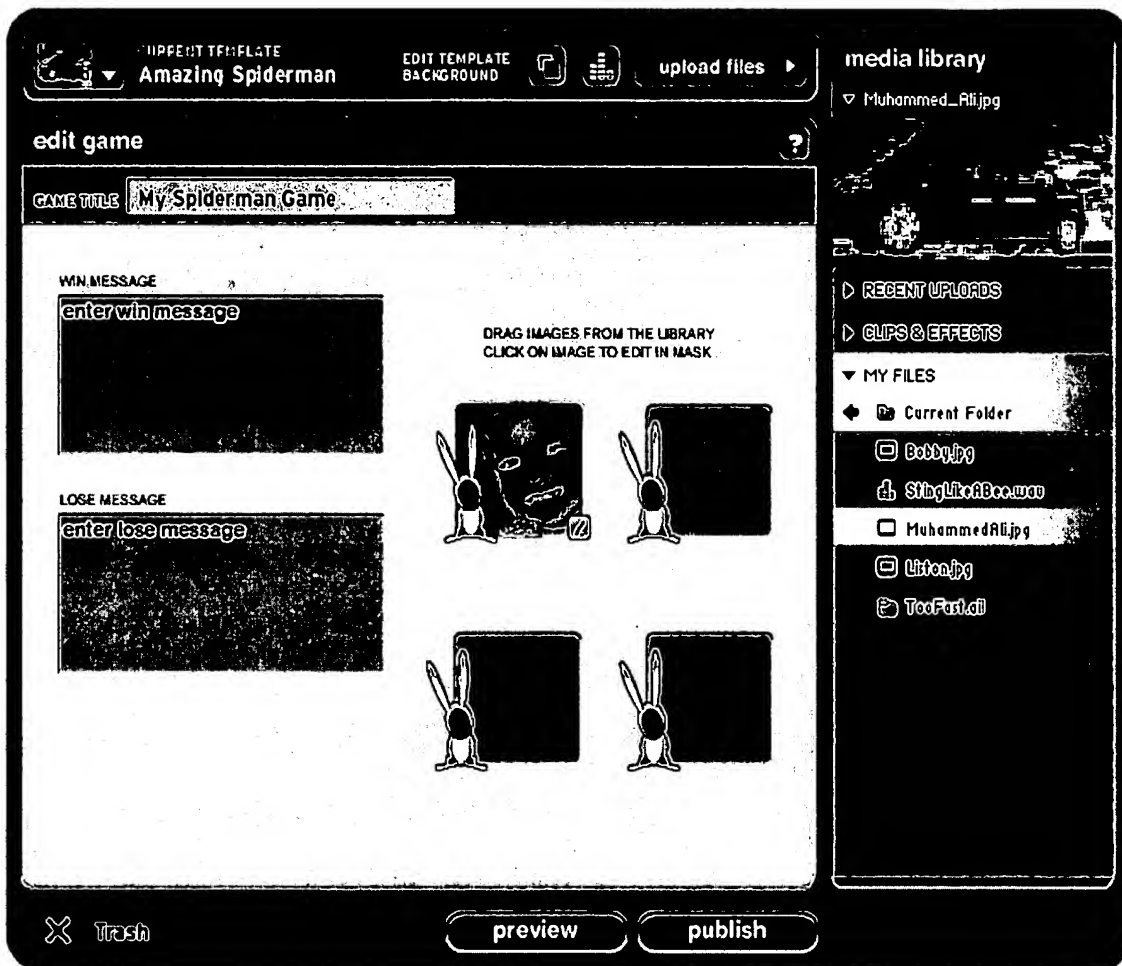 CURRENT TEMPLATE
Amazing Spiderman
EDIT TEMPLATE
BACKGROUND
upload files
edit game
?
GAME TITLE
My Spiderman Game
WIN MESSAGE
enter win message
LOSE MESSAGE
enter lose message
DRAG IMAGES FROM THE LIBRARY
CLICK ON IMAGE TO EDIT IN MASK
media library
Muhammed_Ali.jpg
RECENT UPLOADS
CLIPS & EFFECTS
MY FILES
Current Folder
Bobby.jpg
StingLikeABee.wav
MuhammedAli.jpg
Liston.jpg
TooFast.aii
Trash
preview
publish